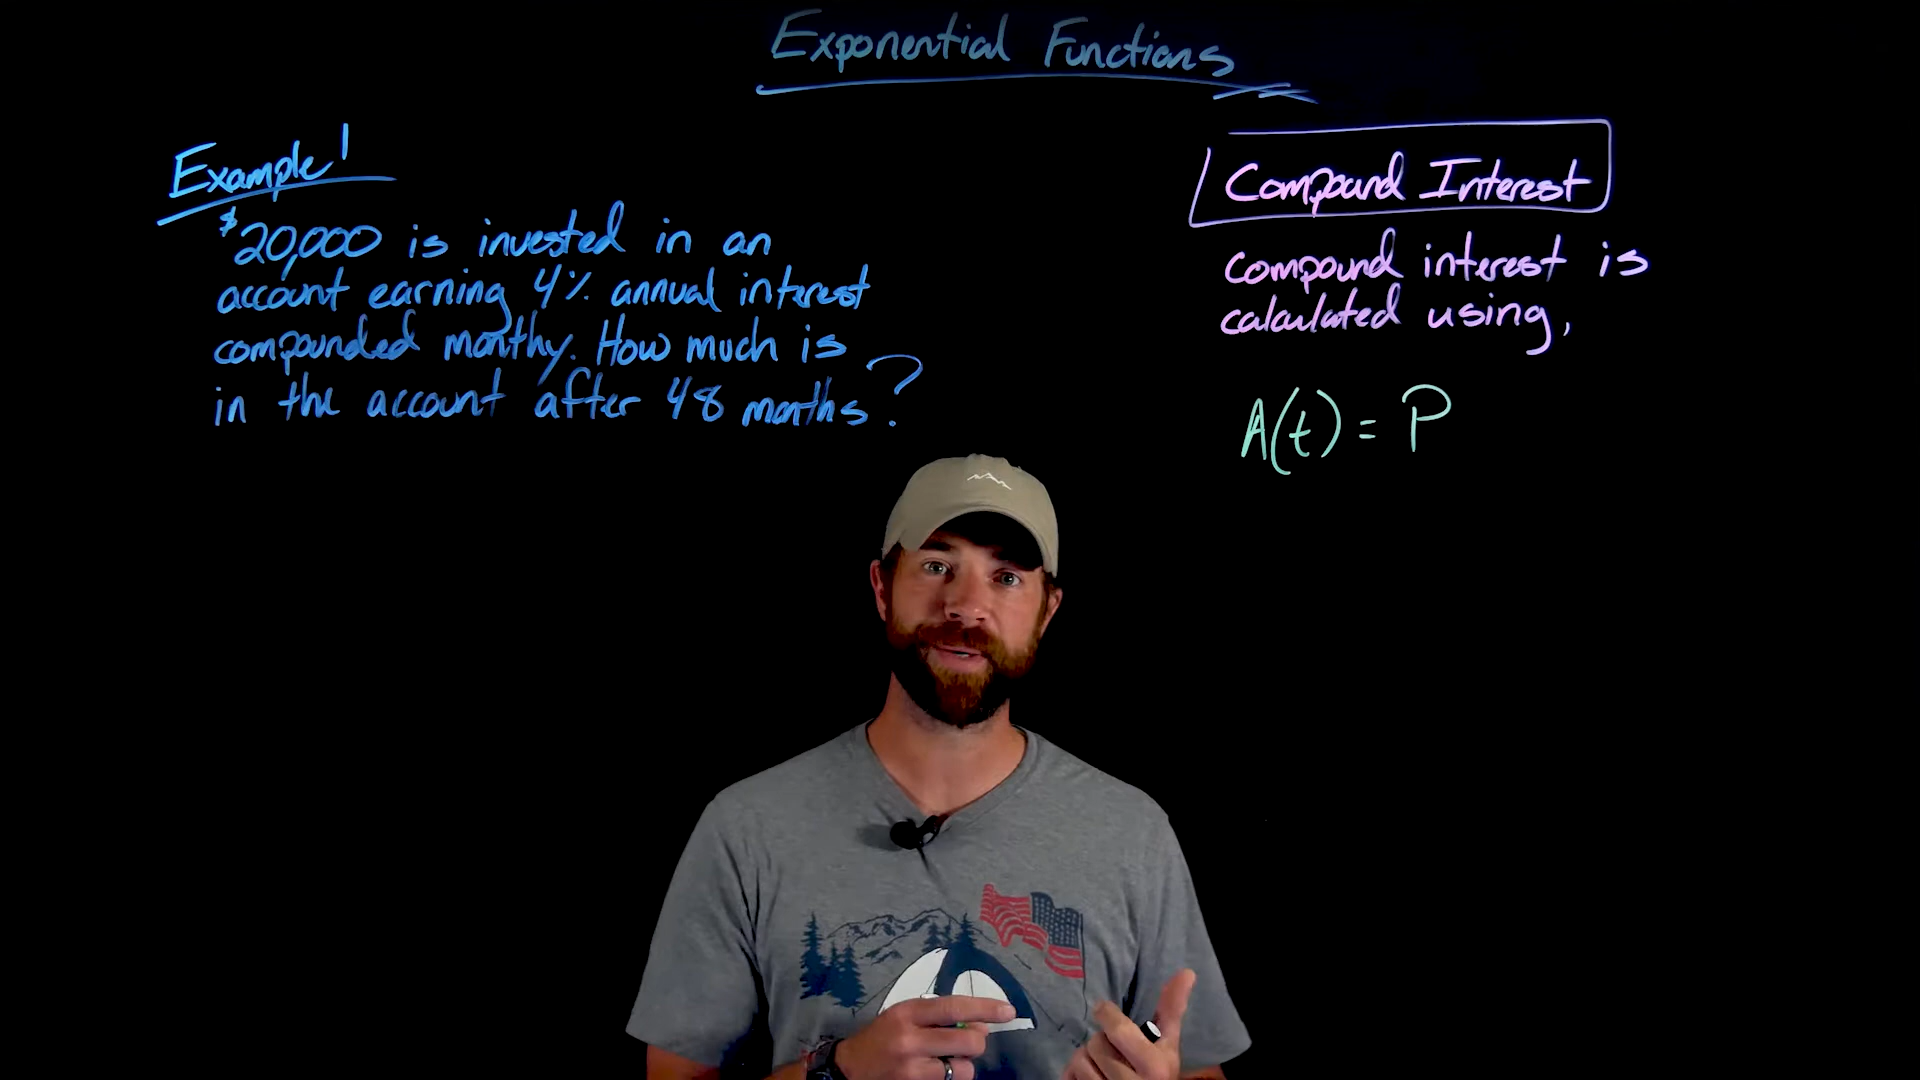 Exponential Functions
Example 1
$20,000 is invested in an
account earning 4% annual interest
compounded monthy. How much is
in the account after 48 months?
Compound Interest
compound interest is
calculated using,
A(t) = P